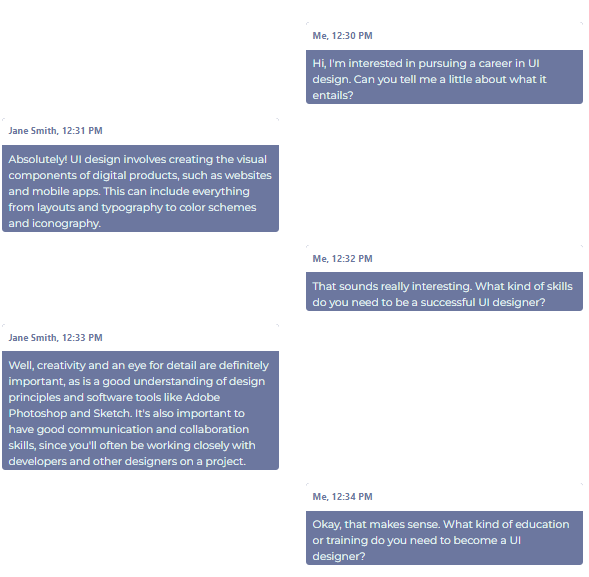 Me, 12:30 PM
Hi, I'm interested in pursuing a career in UI
design. Can you tell me a little about what it
entails?
Jane Smith, 12:31 PM
Absolutely! UI design involves creating the visual
components of digital products, such as websites
and mobile apps. This can include everything
from layouts and typography to color schemes
and iconography.
Me, 12:32 PM
That sounds really interesting. What kind of skills
do you need to be a successful UI designer?
Jane Smith, 12:33 PM
Well, creativity and an eye for detail are definitely
important, as is a good understanding of design
principles and software tools like Adobe
Photoshop and Sketch. It's also important to
have good communication and collaboration
skills, since you'll often be working closely with
developers and other designers on a project.
Me, 12:34 PM
Okay, that makes sense. What kind of education
or training do you need to become a UI
designer?